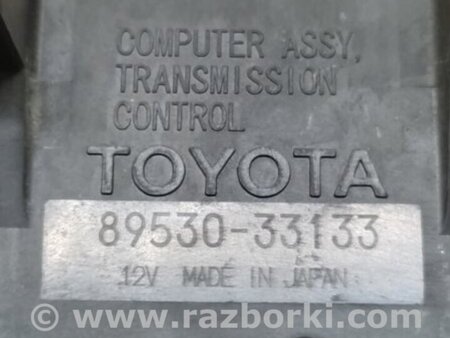 COMPUTER ASSY,
TRANSMISSION
CONTROL
TOYOTA
89530-33133
12V MADE IN JAPAN
www.razborki.com